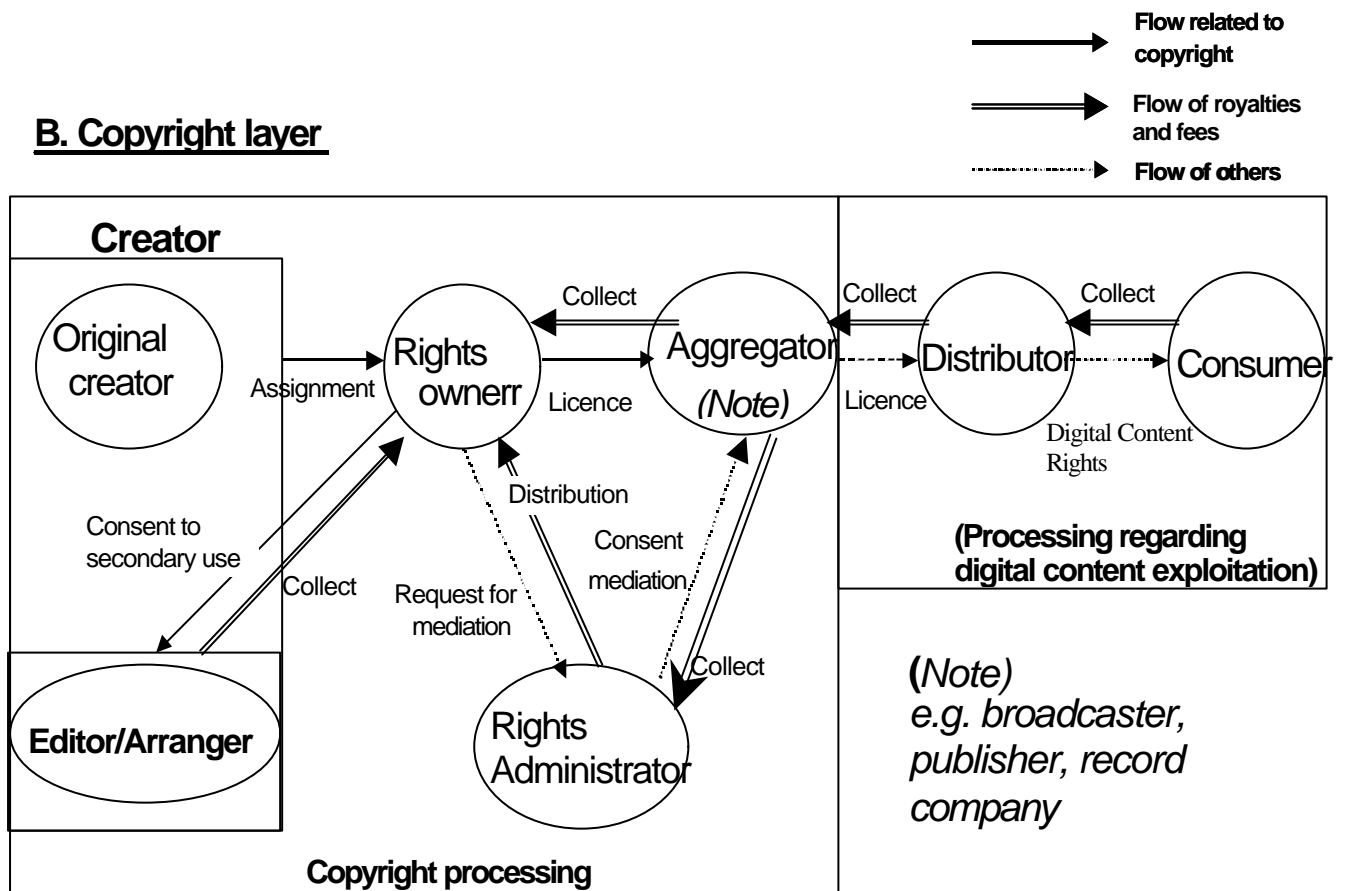 Flow related to
copyright
Flow of royalties
and fees
Flow of others
B. Copyright layer
Creator
Original
creator
Assignment
Rights
ownerr
Collect
Licence
Aggregator
(Note)
Collect
Licence
Distributor
Collect
Digital Content
Rights
Consumer
Consent to
secondary use
Collect
Distribution
Request for
mediation
Consent
mediation
Collect
(Processing regarding
digital content exploitation)
Editor/Arranger
Rights
Administrator
(Note)
e.g. broadcaster,
publisher, record
company
Copyright processing